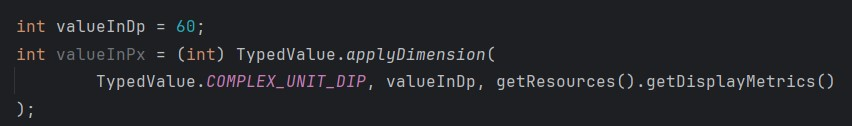 int valueInDp = 60;
int valueInPx = (int) TypedValue.applyDimension(
        TypedValue.COMPLEX_UNIT_DIP, valueInDp, getResources().getDisplayMetrics()
);